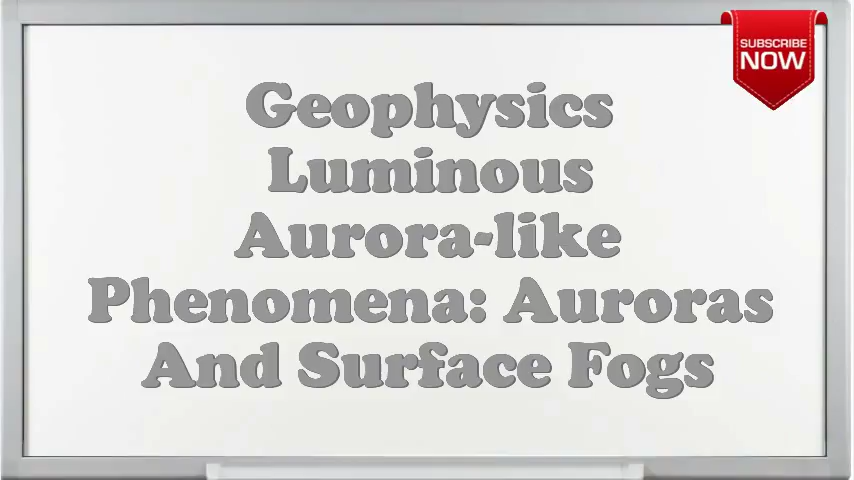 SUBSCRIBE
NOW
Geophysics
Luminous
Aurora-like
Phenomena: Auroras
And Surface Fogs